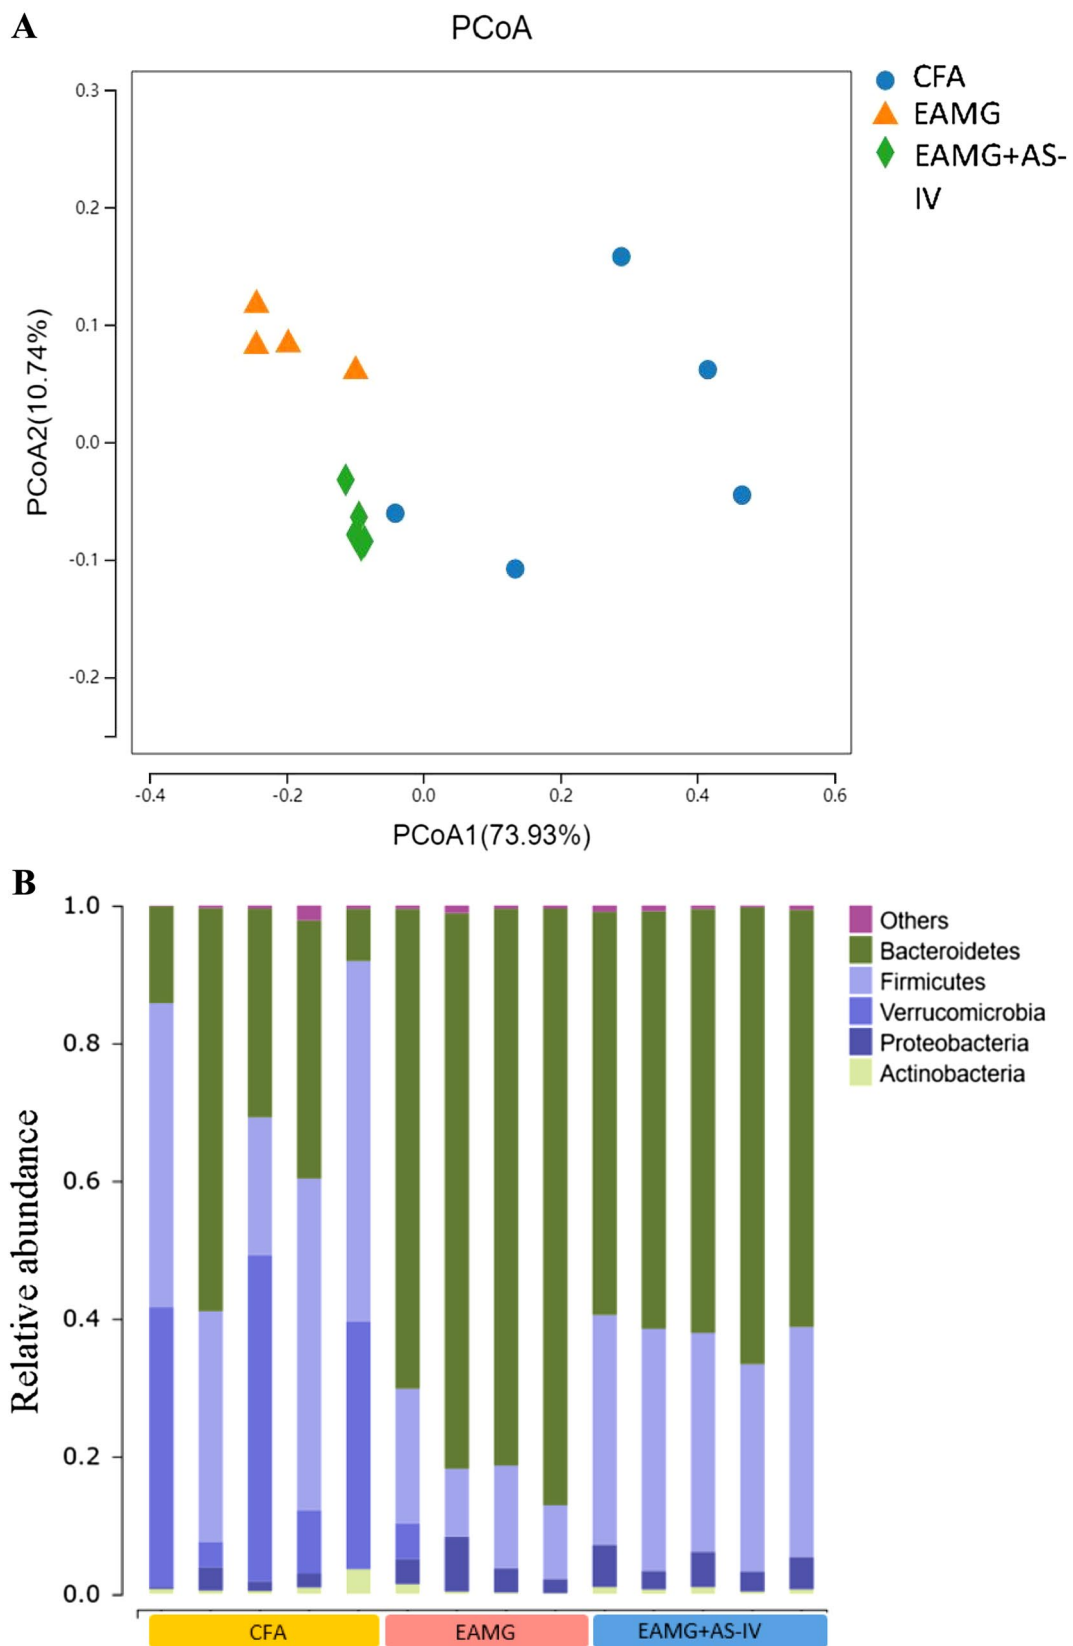 A
PCoA
CFA
EAMG
EAMG+AS-
IV
0.3
0.2
0.1
0.0
-0.1
-0.2
PCoA2(10.74%)
-0.4
-0.2
0.0
0.2
0.4
0.6
PCoA1(73.93%)
B
1.0
0.8
0.6
0.4
0.2
0.0
Relative abundance
Others
Bacteroidetes
Firmicutes
Verrucomicrobia
Proteobacteria
Actinobacteria
CFA
EAMG
EAMG+AS-IV